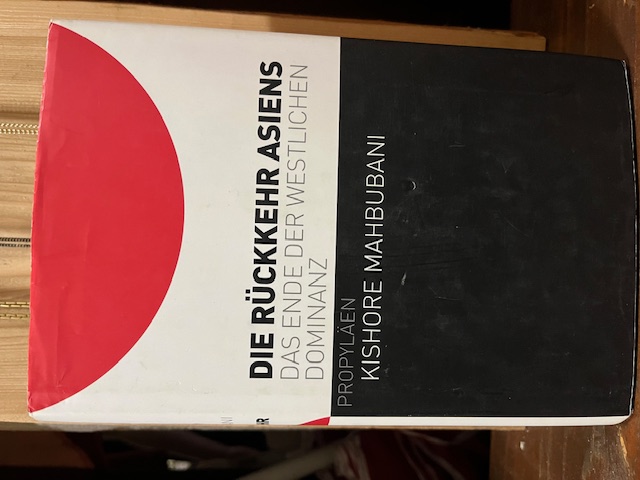 DIE RÜCKKEHR ASIENS
DAS ENDE DER WESTLICHEN
DOMINANZ
PROPYLÄEN
KISHORE MAHBUBANI